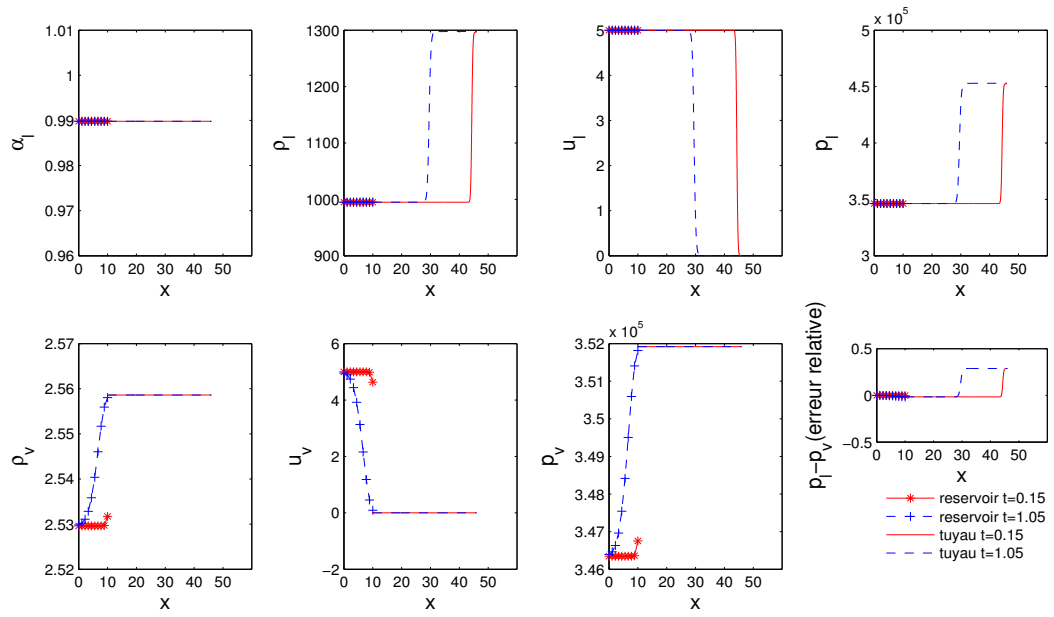 1.01
1
0.99
0.98
0.97
0.96
α_l
0 10 20 30 40 50
x
1300
1200
1100
1000
900
ρ_l
0 10 20 30 40 50
x
5
4
3
2
1
0
u_l
0 10 20 30 40 50
x
x 10^5
5
4.5
4
3.5
3
p_l
0 10 20 30 40 50
x
2.57
2.56
2.55
2.54
2.53
2.52
ρ_v
0 10 20 30 40 50
x
6
4
2
0
−2
u_v
0 10 20 30 40 50
x
x 10^5
3.52
3.51
3.5
3.49
3.48
3.47
3.46
p_v
0 10 20 30 40 50
x
0.5
0
−0.5
p_l−p_v(erreur relative)
0 10 20 30 40 50
x
reservoir t=0.15
reservoir t=1.05
tuyau t=0.15
tuyau t=1.05